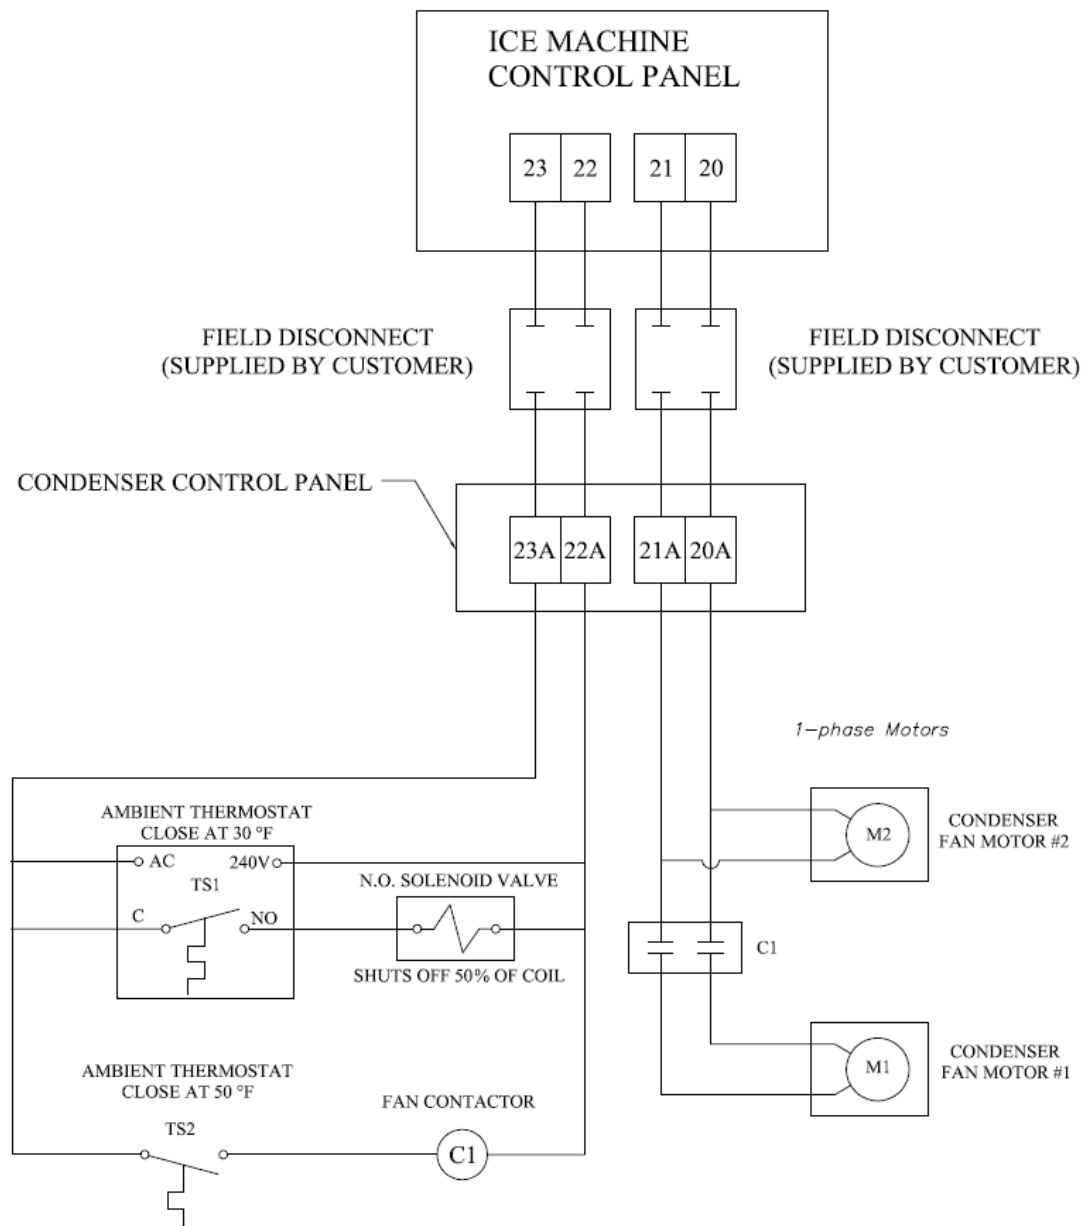 ICE MACHINE
CONTROL PANEL
23 22 21 20
FIELD DISCONNECT
(SUPPLIED BY CUSTOMER)
FIELD DISCONNECT
(SUPPLIED BY CUSTOMER)
CONDENSER CONTROL PANEL
23A 22A 21A 20A
1-phase Motors
AMBIENT THERMOSTAT
CLOSE AT 30 °F
AC 240V
TS1
C NO
N.O. SOLENOID VALVE
SHUTS OFF 50% OF COIL
M2
CONDENSER
FAN MOTOR #2
C1
M1
CONDENSER
FAN MOTOR #1
AMBIENT THERMOSTAT
CLOSE AT 50 °F
TS2
FAN CONTACTOR
C1